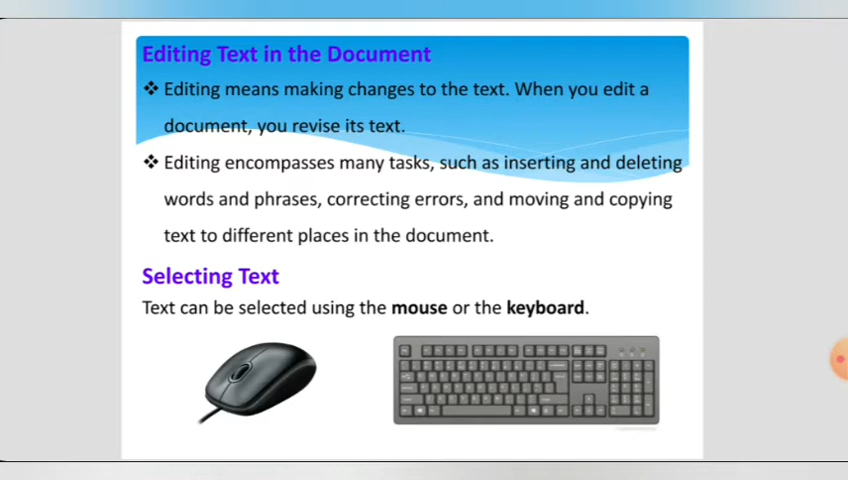 Editing Text in the Document
❖ Editing means making changes to the text. When you edit a
document, you revise its text.
❖ Editing encompasses many tasks, such as inserting and deleting
words and phrases, correcting errors, and moving and copying
text to different places in the document.
Selecting Text
Text can be selected using the mouse or the keyboard.